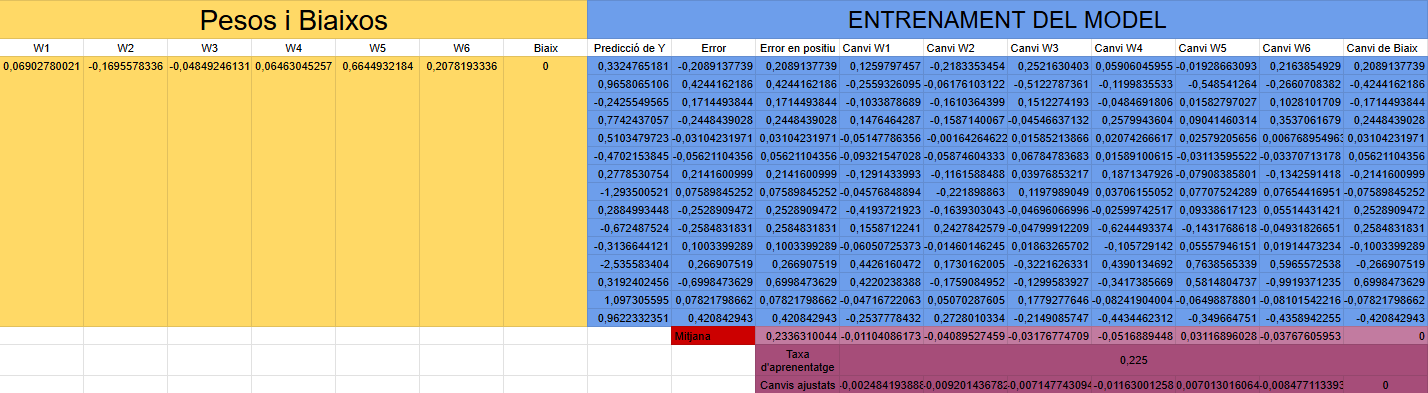 Pesos i Biaixos ENTRENAMENT DEL MODEL
W1 W2 W3 W4 W5 W6 Biaix Predicció de Y Error Error en positiu Canvi W1 Canvi W2 Canvi W3 Canvi W4 Canvi W5 Canvi W6 Canvi de Biaix
0,06902780021 -0,1695578336 -0,04849246131 0,06463045257 0,6644932184 0,2078193336 0 0,3324765181 -0,2089137739 0,2089137739 0,1259797457 -0,2183353454 0,2521630403 0,05906045955 -0,01928663093 0,2163854929 0,2089137739
0,9658065106 0,4244162186 0,4244162186 -0,2559326095 -0,06176103122 -0,5122787361 -0,1199835533 -0,548541264 -0,2660708382 -0,4244162186
-0,2425549565 0,1714493844 0,1714493844 -0,1033878689 -0,1610364399 0,1512274193 -0,0484691806 0,01582797027 0,1028101709 -0,1714493844
0,7742437057 -0,2448439028 0,2448439028 0,1476464287 -0,1587140067 -0,04546637132 0,2579943604 0,09041460314 0,3537061679 0,2448439028
0,5103479723 -0,03104231971 0,03104231971 -0,05147786356 -0,00164264622 0,01585213866 0,02074266617 0,02579205656 0,006768954963 0,03104231971
-0,4702153845 -0,05621104356 0,05621104356 -0,09321547028 -0,05874604333 0,06784783683 0,01589100615 -0,03113595522 -0,03370713178 0,05621104356
0,2778530754 0,2141600999 0,2141600999 -0,1291433993 -0,1161588488 0,03976853217 0,1871347926 -0,07908385801 -0,1342591418 -0,2141600999
-1,293500521 0,07589845252 0,07589845252 -0,04576848894 -0,221898863 0,1197989049 0,03706155052 0,07707524289 0,07654416951 -0,07589845252
0,2884993448 -0,2528909472 0,2528909472 -0,4193721923 -0,1639303043 -0,04696066996 -0,02599742517 0,09338617123 0,05514431421 0,2528909472
-0,672487524 -0,2584831831 0,2584831831 0,1558712241 0,2427842579 -0,04799912209 -0,6244493374 -0,1431768618 -0,04931826651 0,2584831831
-0,3136644121 0,1003399289 0,1003399289 -0,06050725373 -0,01460146245 0,01863265702 -0,105729142 0,05557946151 0,01914473234 -0,1003399289
-2,535583404 0,266907519 0,266907519 0,4426160472 0,1730162005 -0,3221626331 0,4390134692 0,7638565339 0,5965572538 -0,266907519
0,3192402456 -0,6998473629 0,6998473629 0,4220238388 -0,1759084952 -0,1299583927 -0,3417385669 0,5814804737 -0,9919371235 0,6998473629
1,097305595 0,07821798662 0,07821798662 -0,04716722063 0,05070287605 0,1779277646 -0,08241904004 -0,06498878801 -0,08101542216 -0,07821798662
0,9622332351 0,420842943 0,420842943 -0,2537778432 0,2728010334 -0,2149085747 -0,4434462312 -0,349664751 -0,4358942255 -0,420842943
Mitjana 0,2336310044 -0,01104086173 -0,04089527459 -0,03176774709 -0,0516889448 0,03116896028 -0,03767605953 0
Taxa
d'aprenentatge 0,225
Canvis ajustats -0,002484193888 -0,009201436782 -0,007147743094 -0,01163001258 0,007013016064 -0,008477113393 0